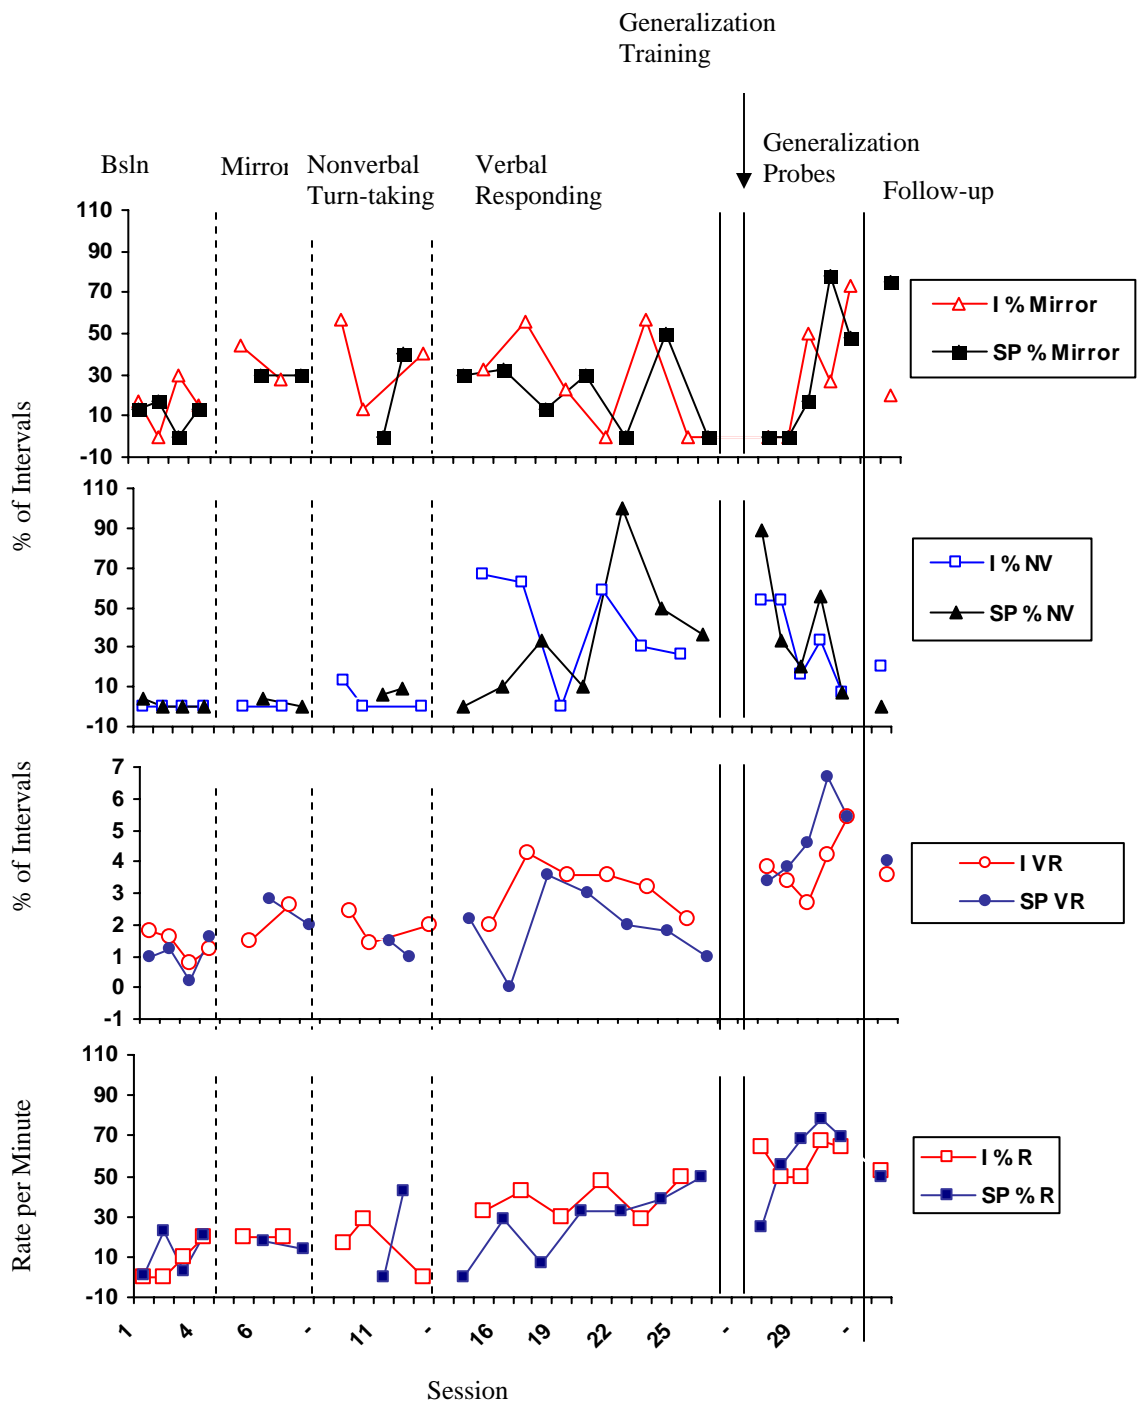 Generalization
Training
Generalization
Probes
Bsln
Mirror
Nonverbal
Turn-taking
Verbal
Responding
Follow-up
110
90
70
50
30
10
-10
I % Mirror
SP % Mirror
% of Intervals
110
90
70
50
30
10
-10
I % NV
SP % NV
% of Intervals
7
6
5
4
3
2
1
0
-1
I VR
SP VR
Rate per Minute
110
90
70
50
30
10
-10
I % R
SP % R
1
4
6
-
11
-
16
19
22
25
-
29
-
Session